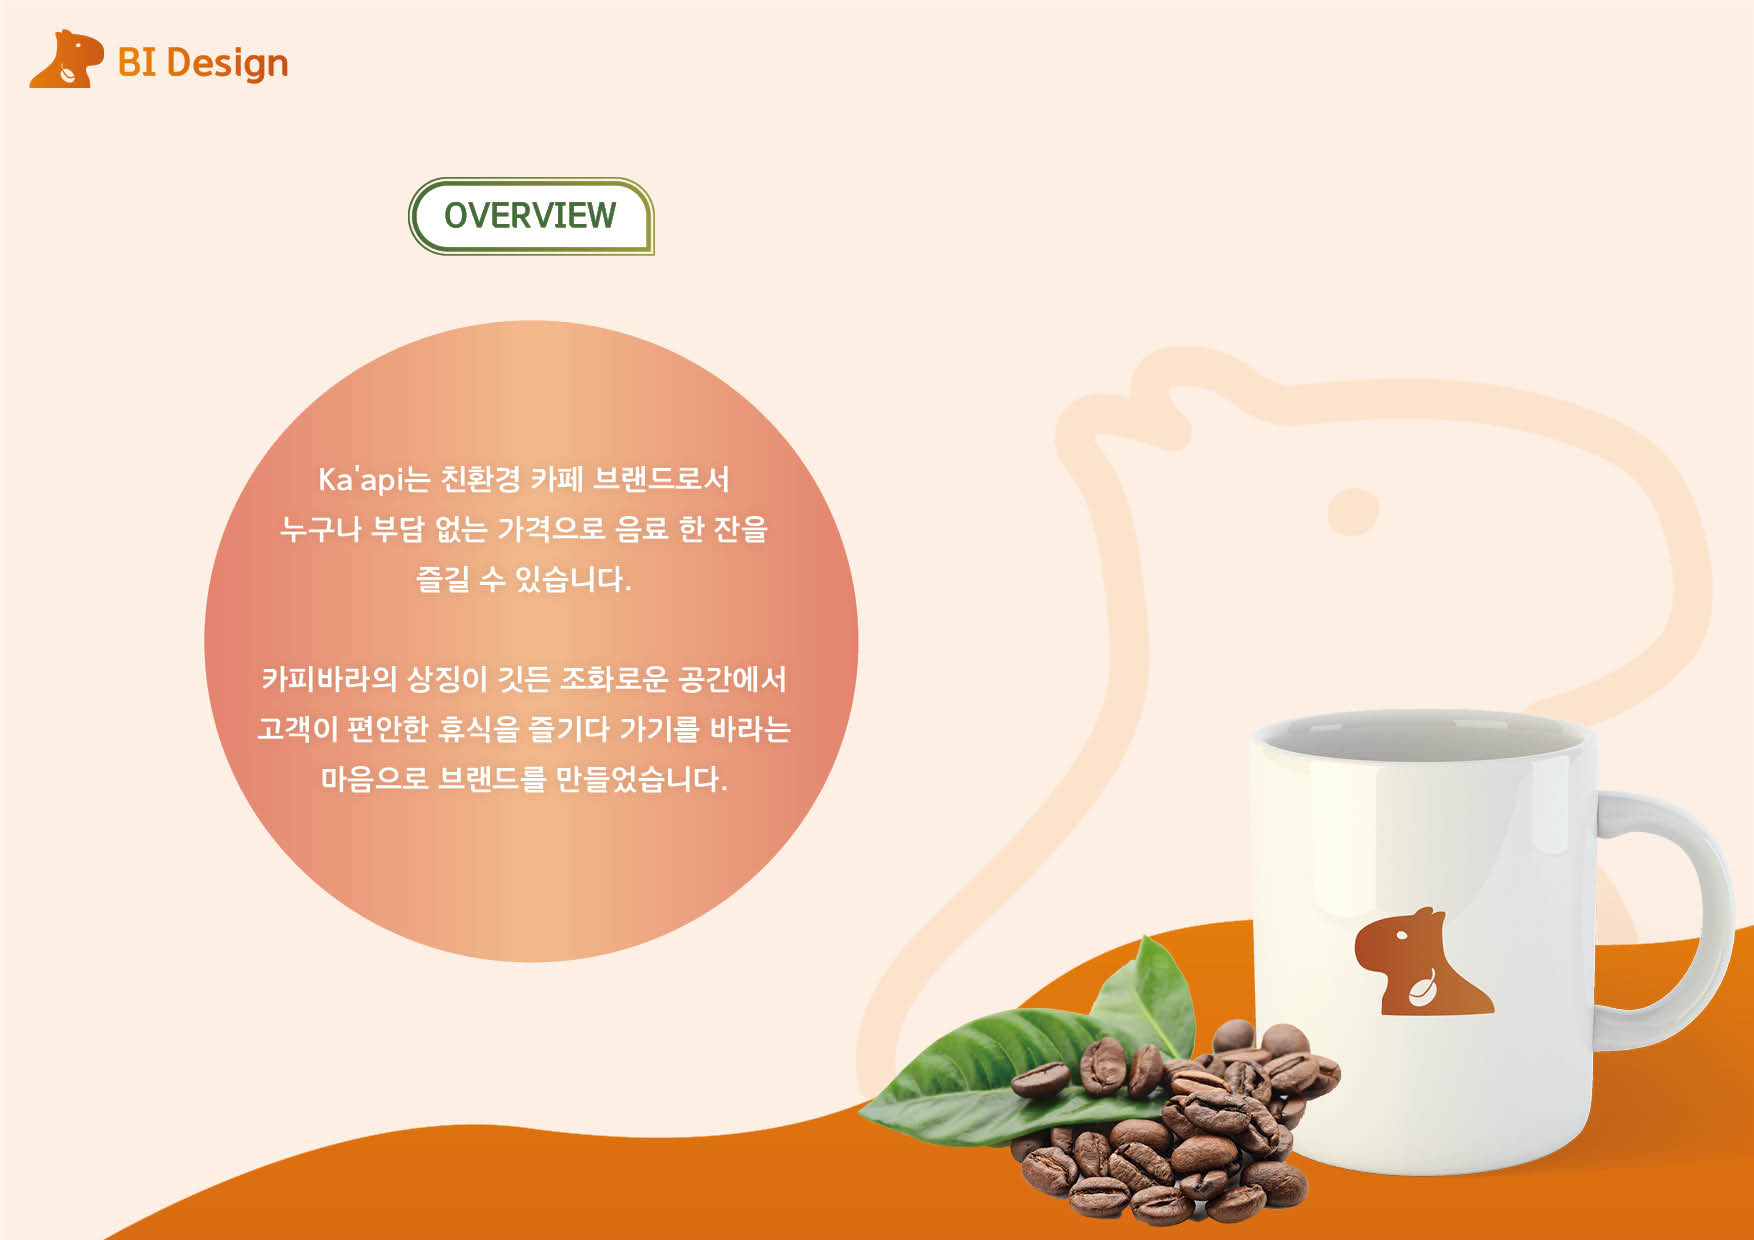 BI Design
OVERVIEW
Ka'api는 친환경 카페 브랜드로서
누구나 부담 없는 가격으로 음료 한 잔을
즐길 수 있습니다.
카피바라의 상징이 깃든 조화로운 공간에서
고객이 편안한 휴식을 즐기다 가기를 바라는
마음으로 브랜드를 만들었습니다.